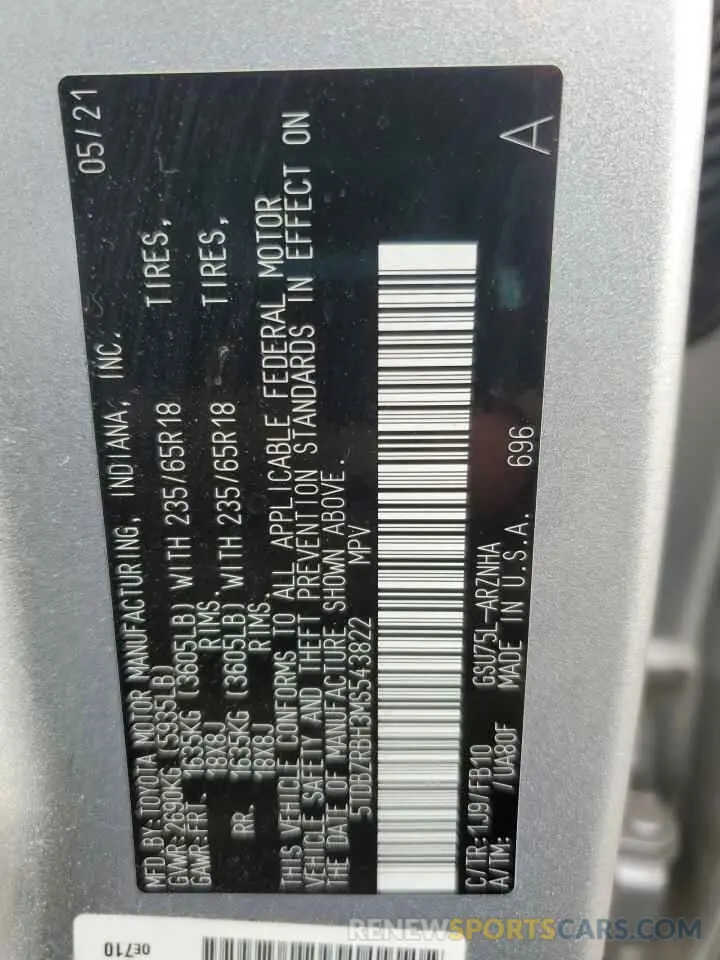 MFD.BY:TOYOTA MOTOR MANUFACTURING, INDIANA, INC. 05/21
GVWR:2690KG (5935LB)
GAWR:FRT. 1635KG (3605LB) WITH 235/65R18 TIRES,
18X8J RIMS.
RR. 1635KG (3605LB) WITH 235/65R18 TIRES,
18X8J RIMS.
THIS VEHICLE CONFORMS TO ALL APPLICABLE FEDERAL MOTOR
VEHICLE SAFETY AND THEFT PREVENTION STANDARDS IN EFFECT ON
THE DATE OF MANUFACTURE SHOWN ABOVE.
5TDBZRBH3MS543822 MPV
C/TR:1J9/FB10 GSU75L-ARZNHA
A/TM: /UA80F MADE IN U.S.A. 696 A
0E710
RENEWSPORTSCARS.COM